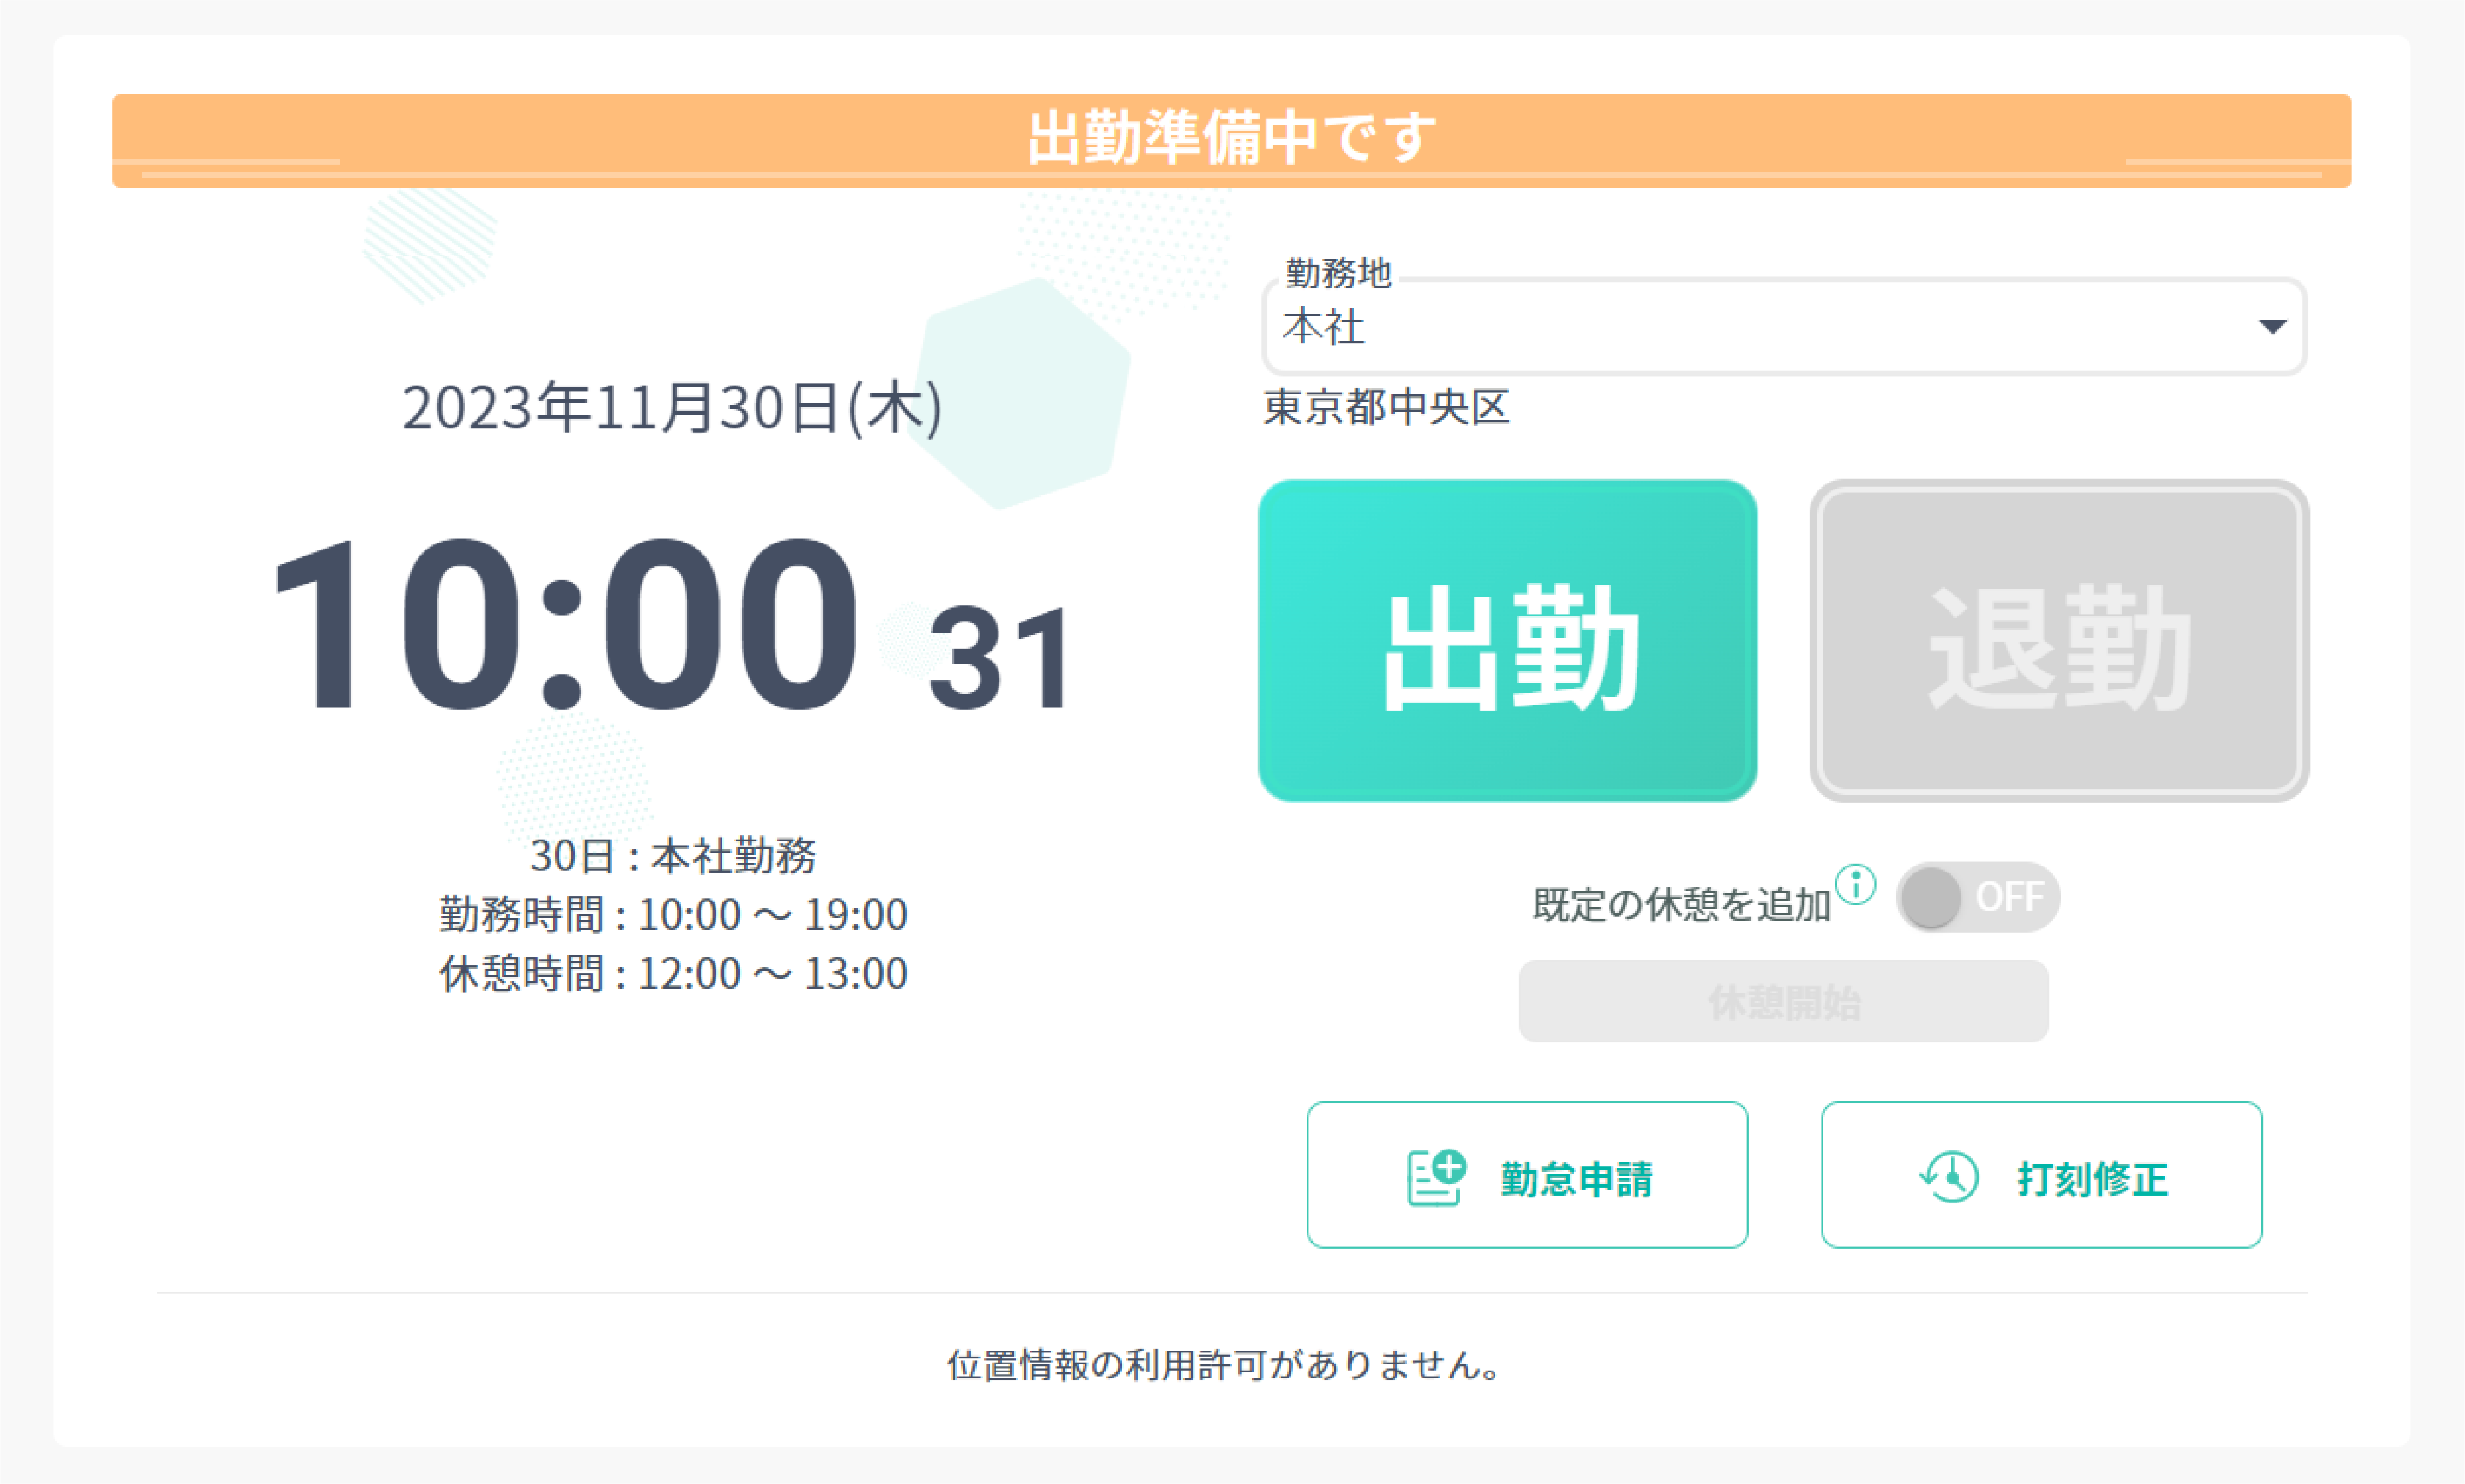 出勤準備中です
2023年11月30日(木)
10:00 31
30日 : 本社勤務
勤務時間 : 10:00 ～ 19:00
休憩時間 : 12:00 ～ 13:00
勤務地
本社
東京都中央区
出勤
退勤
既定の休憩を追加
OFF
休憩開始
勤怠申請
打刻修正
位置情報の利用許可がありません。